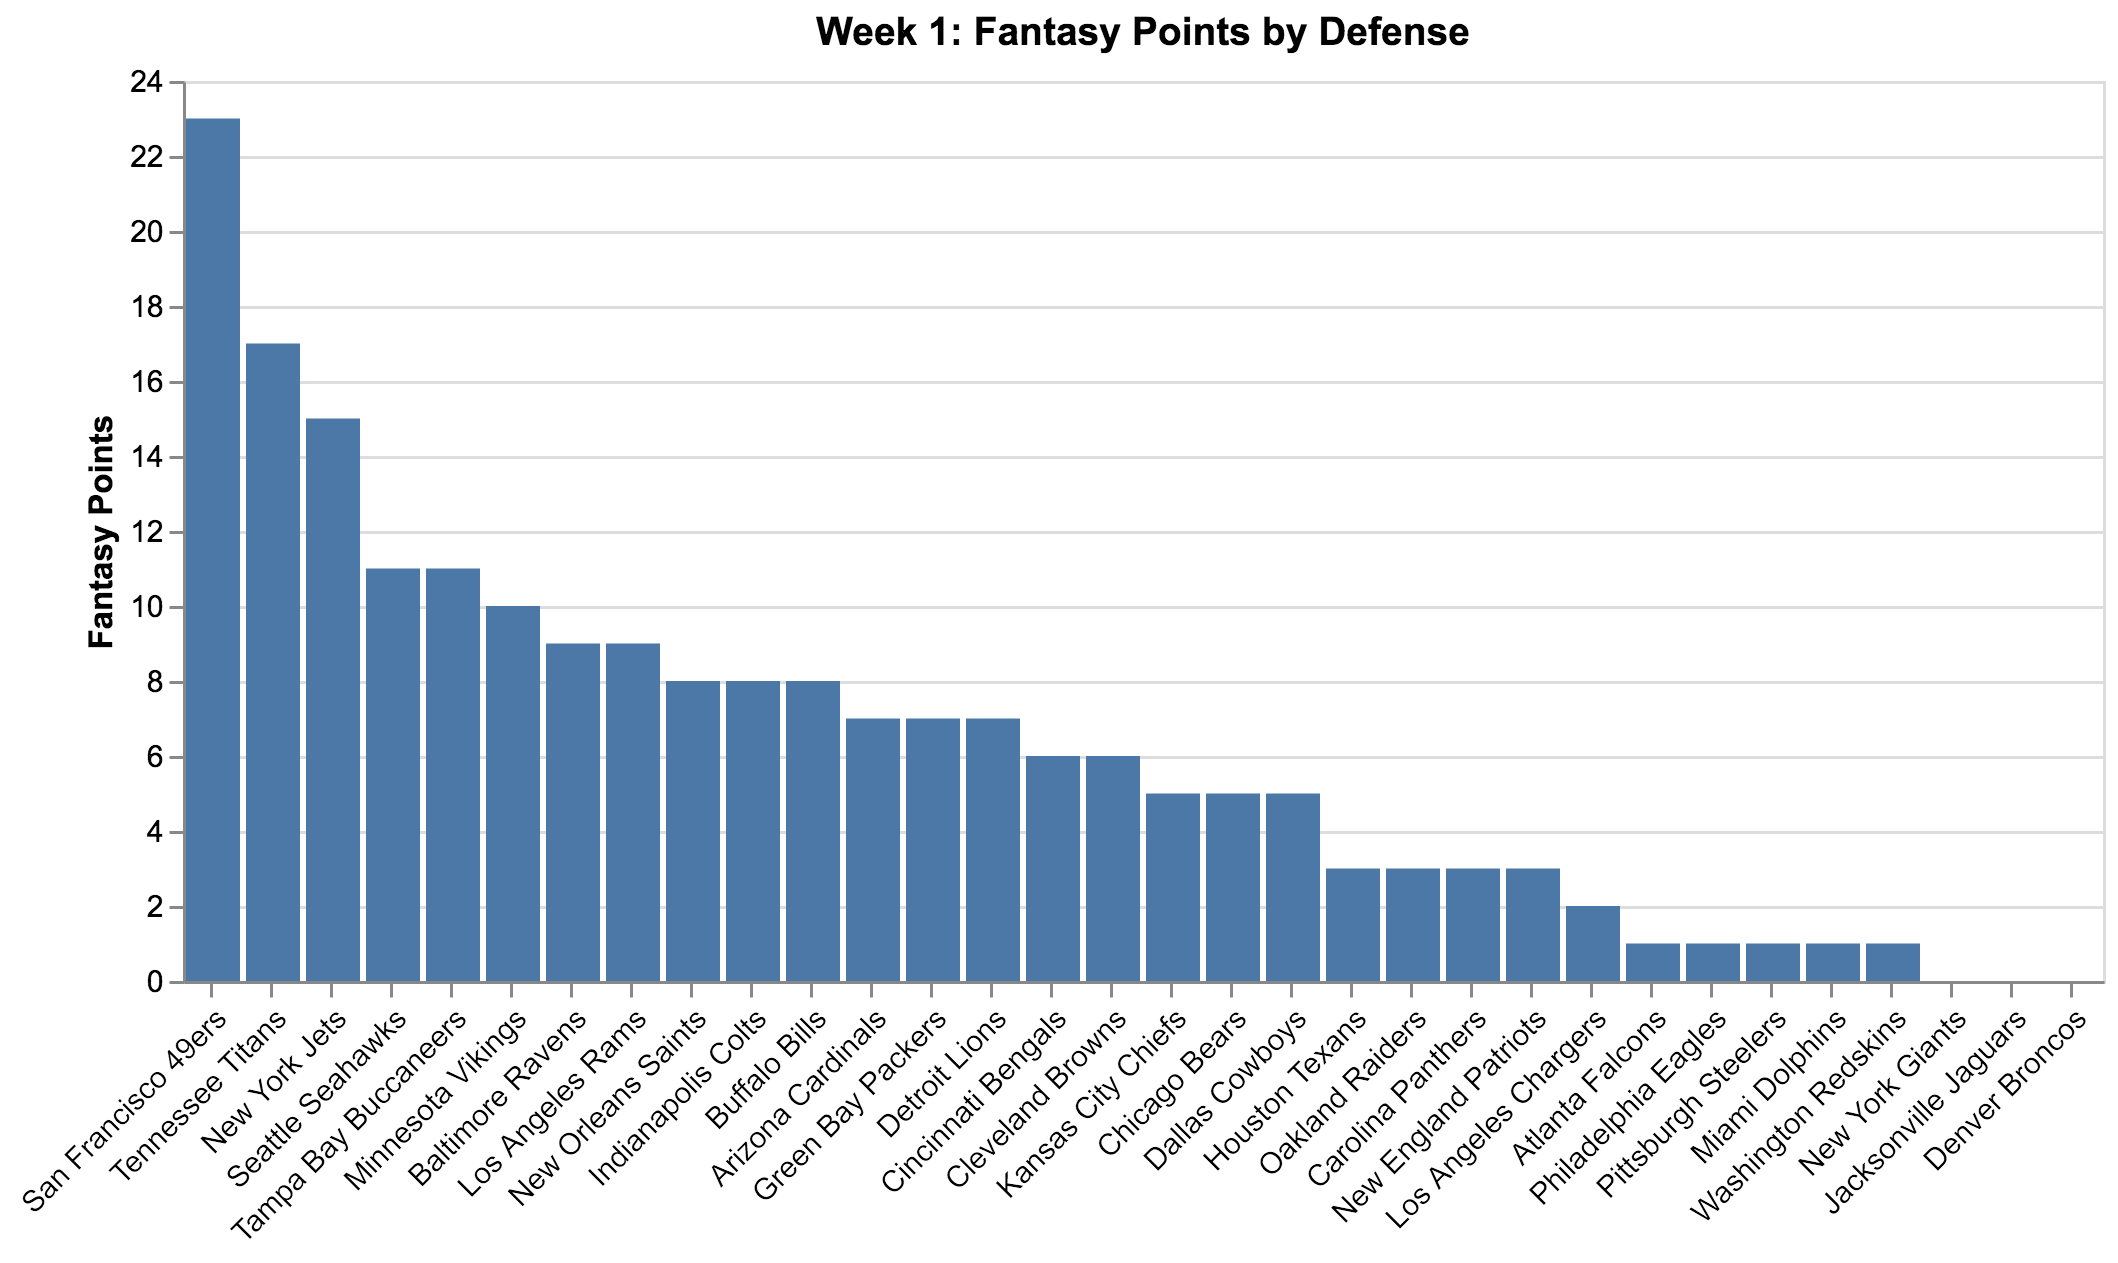 Week 1: Fantasy Points by Defense
24
22
20
18
16
14
12
10
8
6
4
2
0
Fantasy Points
San Francisco 49ers
Tennessee Titans
New York Jets
Seattle Seahawks
Tampa Bay Buccaneers
Minnesota Vikings
Baltimore Ravens
Los Angeles Rams
New Orleans Saints
Indianapolis Colts
Buffalo Bills
Arizona Cardinals
Green Bay Packers
Detroit Lions
Cincinnati Bengals
Cleveland Browns
Kansas City Chiefs
Chicago Bears
Dallas Cowboys
Houston Texans
Oakland Raiders
Carolina Panthers
New England Patriots
Los Angeles Chargers
Atlanta Falcons
Philadelphia Eagles
Pittsburgh Steelers
Miami Dolphins
Washington Redskins
New York Giants
Jacksonville Jaguars
Denver Broncos